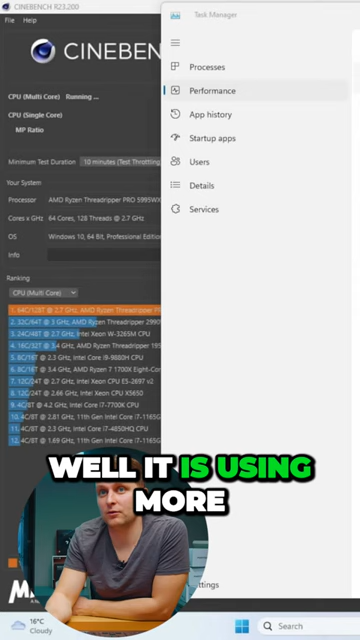 CINEBENCH R23.200
Task Manager
File Help
CINEBENCH
Processes
CPU (Multi Core) Running ...
Performance
CPU (Single Core)
App history
MP Ratio
Startup apps
Minimum Test Duration 10 minutes (Test Throttling
Users
Your System
Details
Processor AMD Ryzen Threadripper PRO 5995WX
Services
Cores x GHz 64 Cores, 128 Threads @ 2.7 GHz
OS Windows 10, 64 Bit, Professional Edition
Info
Ranking
CPU (Multi Core)
1. 64C/128T @ 2.7 GHz, AMD Ryzen Threadripper
2. 32C/64T @ 3 GHz, AMD Ryzen Threadripper 2990
3. 24C/48T @ 2.7 GHz, Intel Xeon W-3265M CPU
4. 16C/32T @ 3.4 GHz, AMD Ryzen Threadripper 195
5. 8C/16T @ 2.3 GHz, Intel Core i9-9880H CPU
6. 8C/16T @ 3.4 GHz, AMD Ryzen 7 1700X Eight-Core
7. 12C/24T @ 2.7 GHz, Intel Xeon CPU E5-2697 v2
8. 12C/24T @ 2.66 GHz, Intel Xeon CPU X5650
9. 4C/8T @ 4.2 GHz, Intel Core i7-7700K CPU
10. 4C/8T @ 2.81 GHz, 11th Gen Intel Core i7-1165G
11. 4C/8T @ 2.3 GHz, Intel Core i7-4850HQ CPU
12. 4C/8T @ 1.69 GHz, 11th Gen Intel Core i7-1165G
WELL IT IS USING
MORE
ttings
16°C
Cloudy
Search